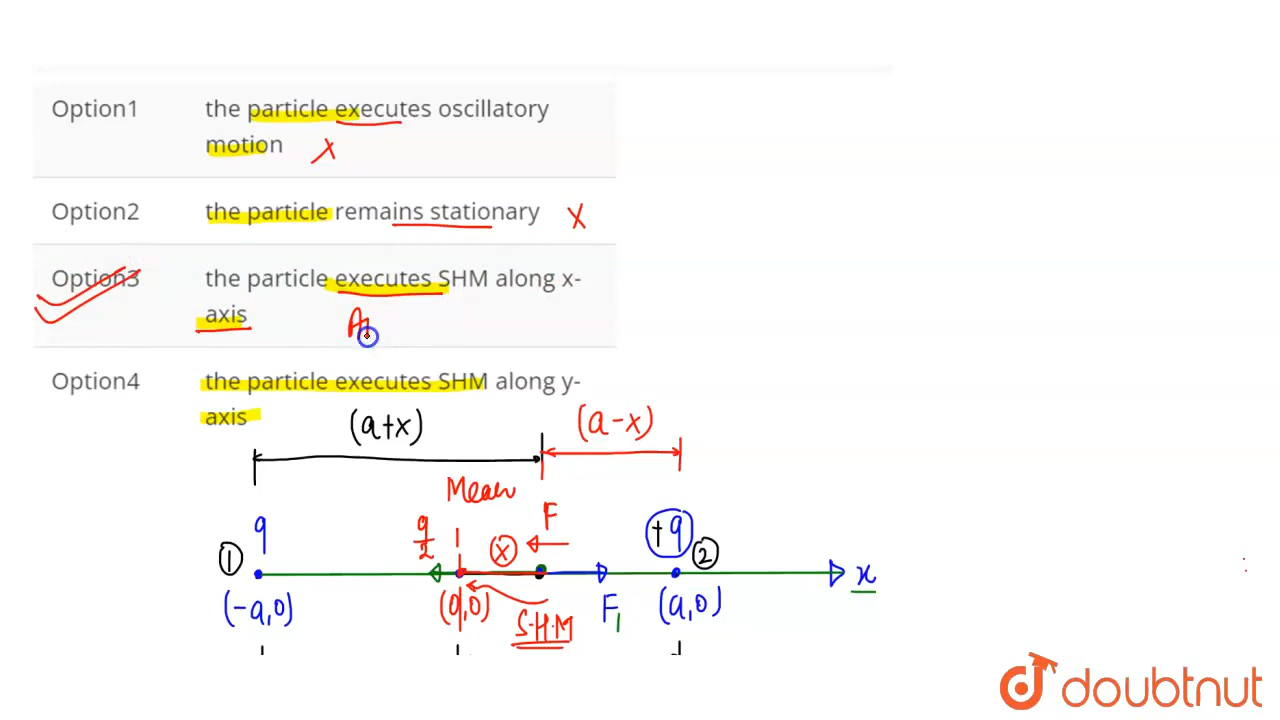 Option1 the particle executes oscillatory
motion X
Option2 the particle remains stationary X
Option3 the particle executes SHM along x-
axis
A
Option4 the particle executes SHM along y-
axis
(a+x) (a-x)
Mean
q q/2 F +q
1 x 2
x
(-a,0) (0,0) F1 (a,0)
S.H.M
doubtnut